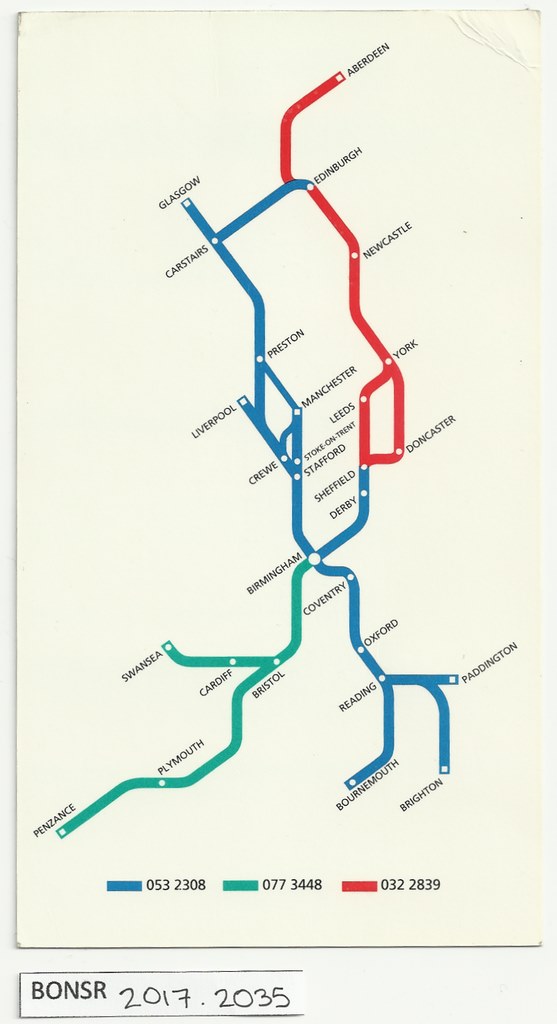 ABERDEEN
EDINBURGH
GLASGOW
NEWCASTLE
CARSTAIRS
PRESTON
YORK
MANCHESTER
LIVERPOOL
LEEDS
STOKE-ON-TRENT
DONCASTER
CREWE
STAFFORD
SHEFFIELD
DERBY
BIRMINGHAM
COVENTRY
OXFORD
SWANSEA
CARDIFF
BRISTOL
READING
PADDINGTON
PLYMOUTH
BOURNEMOUTH
BRIGHTON
PENZANCE
053 2308 077 3448 032 2839
BONSR 2017.2035